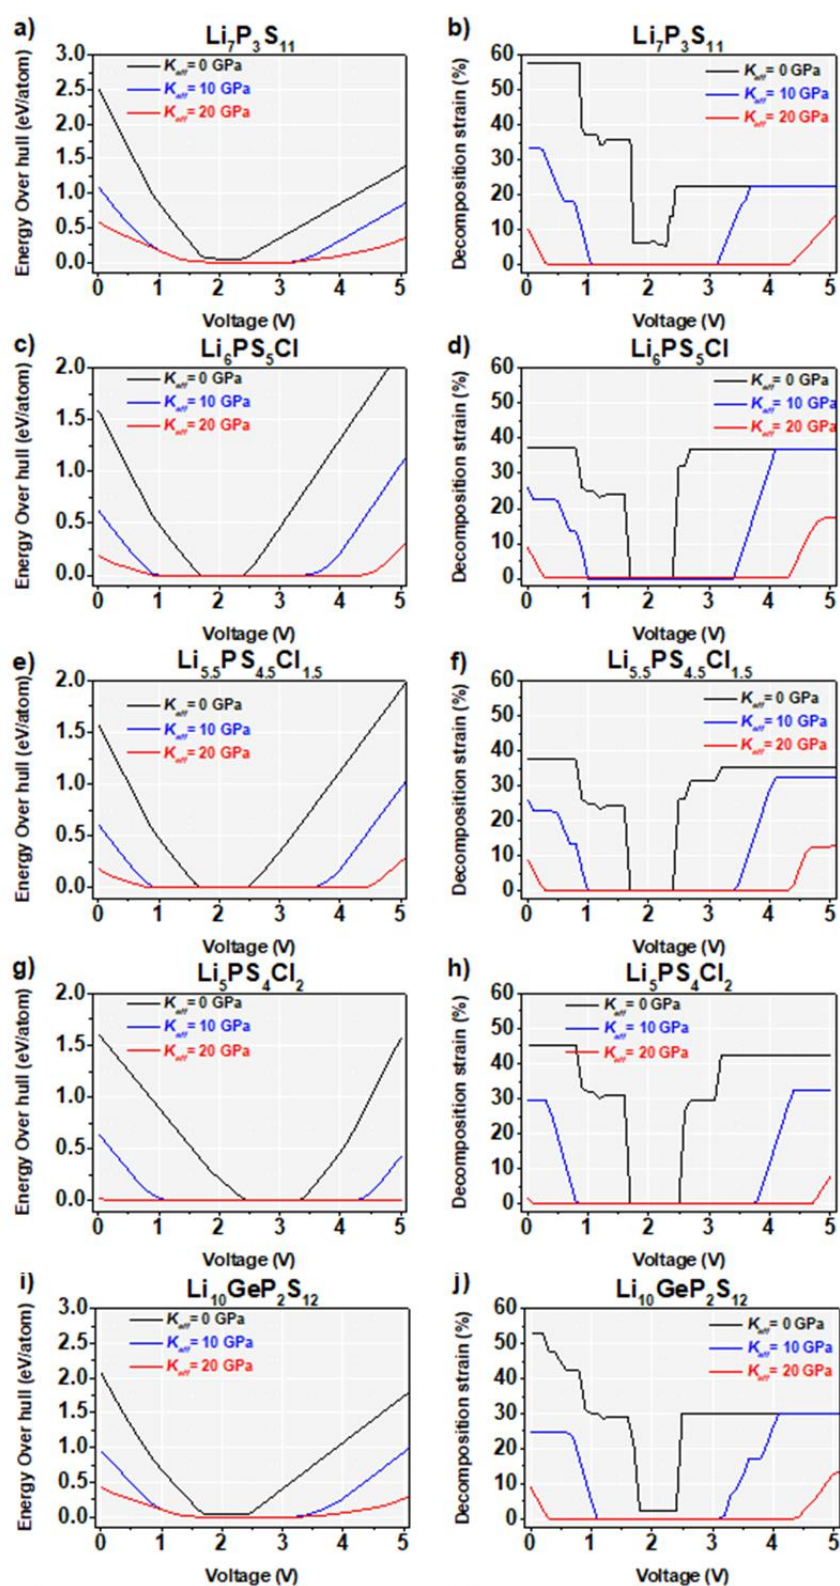 a) Li7P3S11
Energy Over hull (eV/atom)
3.0
2.5
2.0
1.5
1.0
0.5
0.0
Keff= 0 GPa
Keff= 10 GPa
Keff= 20 GPa
0 1 2 3 4 5
Voltage (V)
b) Li7P3S11
Decomposition strain (%)
60
50
40
30
20
10
0
Keff= 0 GPa
Keff= 10 GPa
Keff= 20 GPa
0 1 2 3 4 5
Voltage (V)
c) Li6PS5Cl
Energy Over hull (eV/atom)
2.0
1.5
1.0
0.5
0.0
Keff= 0 GPa
Keff= 10 GPa
Keff= 20 GPa
0 1 2 3 4 5
Voltage (V)
d) Li6PS5Cl
Decomposition strain (%)
60
50
40
30
20
10
0
Keff= 0 GPa
Keff= 10 GPa
Keff= 20 GPa
0 1 2 3 4 5
Voltage (V)
e) Li5.5PS4.5Cl1.5
Energy Over hull (eV/atom)
2.0
1.5
1.0
0.5
0.0
Keff= 0 GPa
Keff= 10 GPa
Keff= 20 GPa
0 1 2 3 4 5
Voltage (V)
f) Li5.5PS4.5Cl1.5
Decomposition strain (%)
60
50
40
30
20
10
0
Keff= 0 GPa
Keff= 10 GPa
Keff= 20 GPa
0 1 2 3 4 5
Voltage (V)
g) Li5PS4Cl2
Energy Over hull (eV/atom)
2.0
1.5
1.0
0.5
0.0
Keff= 0 GPa
Keff= 10 GPa
Keff= 20 GPa
0 1 2 3 4 5
Voltage (V)
h) Li5PS4Cl2
Decomposition strain (%)
60
50
40
30
20
10
0
Keff= 0 GPa
Keff= 10 GPa
Keff= 20 GPa
0 1 2 3 4 5
Voltage (V)
i) Li10GeP2S12
Energy Over hull (eV/atom)
3.0
2.5
2.0
1.5
1.0
0.5
0.0
Keff= 0 GPa
Keff= 10 GPa
Keff= 20 GPa
0 1 2 3 4 5
Voltage (V)
j) Li10GeP2S12
Decomposition strain (%)
60
50
40
30
20
10
0
Keff= 0 GPa
Keff= 10 GPa
Keff= 20 GPa
0 1 2 3 4 5
Voltage (V)